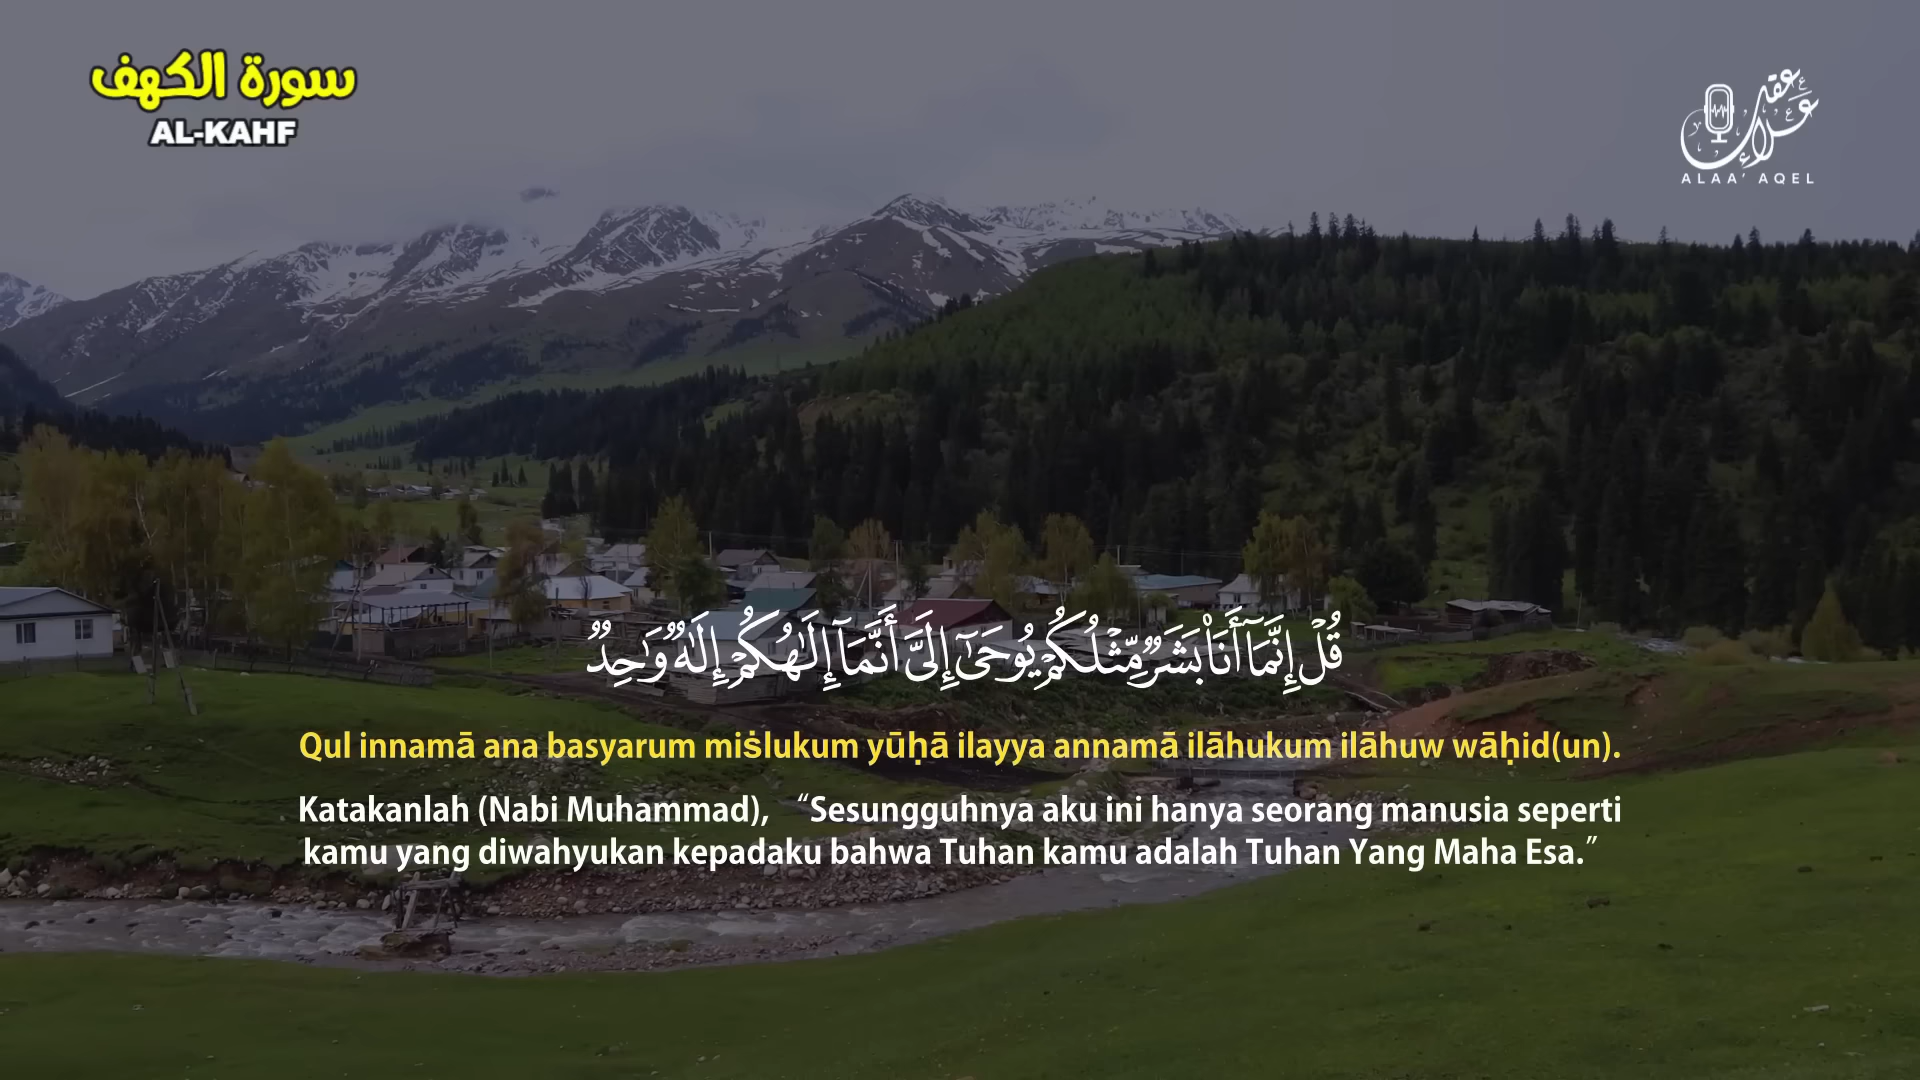 سورة الكهف
AL-KAHF
علاء عقل
ALAA' AQEL
قُلْ إِنَّمَآ أَنَا۠ بَشَرٌۭ مِّثْلُكُمْ يُوحَىٰٓ إِلَىَّ أَنَّمَآ إِلَـٰهُكُمْ إِلَـٰهٌۭ وَٰحِدٌۭ
Qul innamā ana basyarum miṡlukum yūḥā ilayya annamā ilāhukum ilāhuw wāḥid(un).
Katakanlah (Nabi Muhammad), “Sesungguhnya aku ini hanya seorang manusia seperti
kamu yang diwahyukan kepadaku bahwa Tuhan kamu adalah Tuhan Yang Maha Esa.”